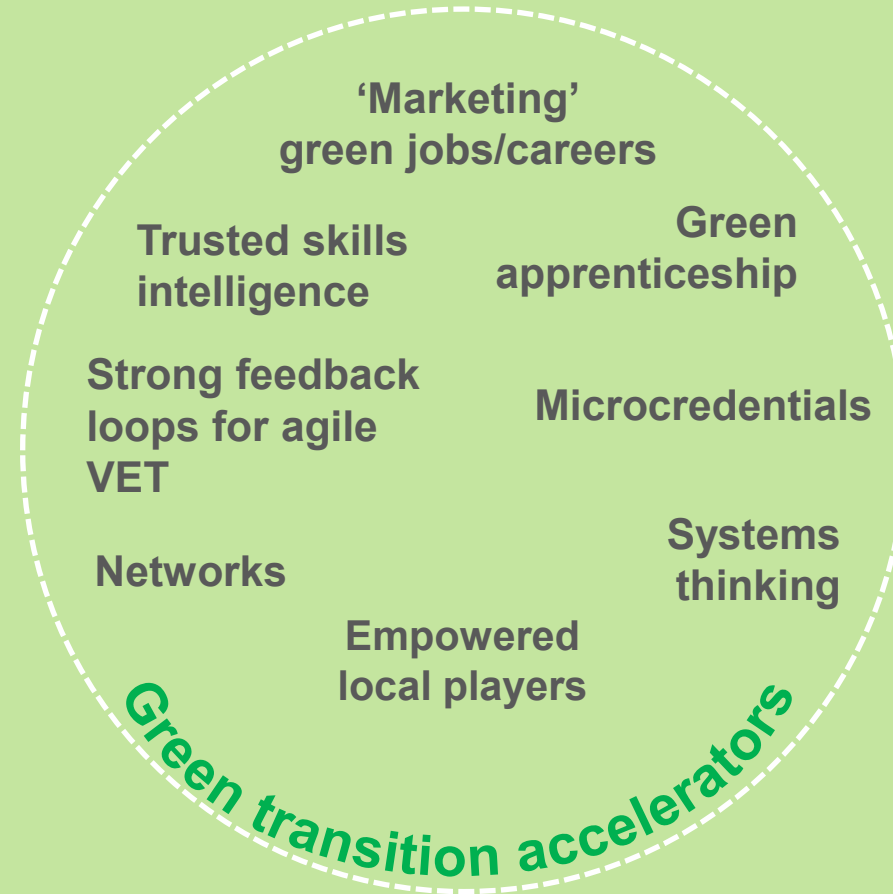 ‘Marketing’
green jobs/careers
Trusted skills
intelligence
Green
apprenticeship
Strong feedback
loops for agile
VET
Microcredentials
Networks
Systems
thinking
Empowered
local players
Green transition accelerators